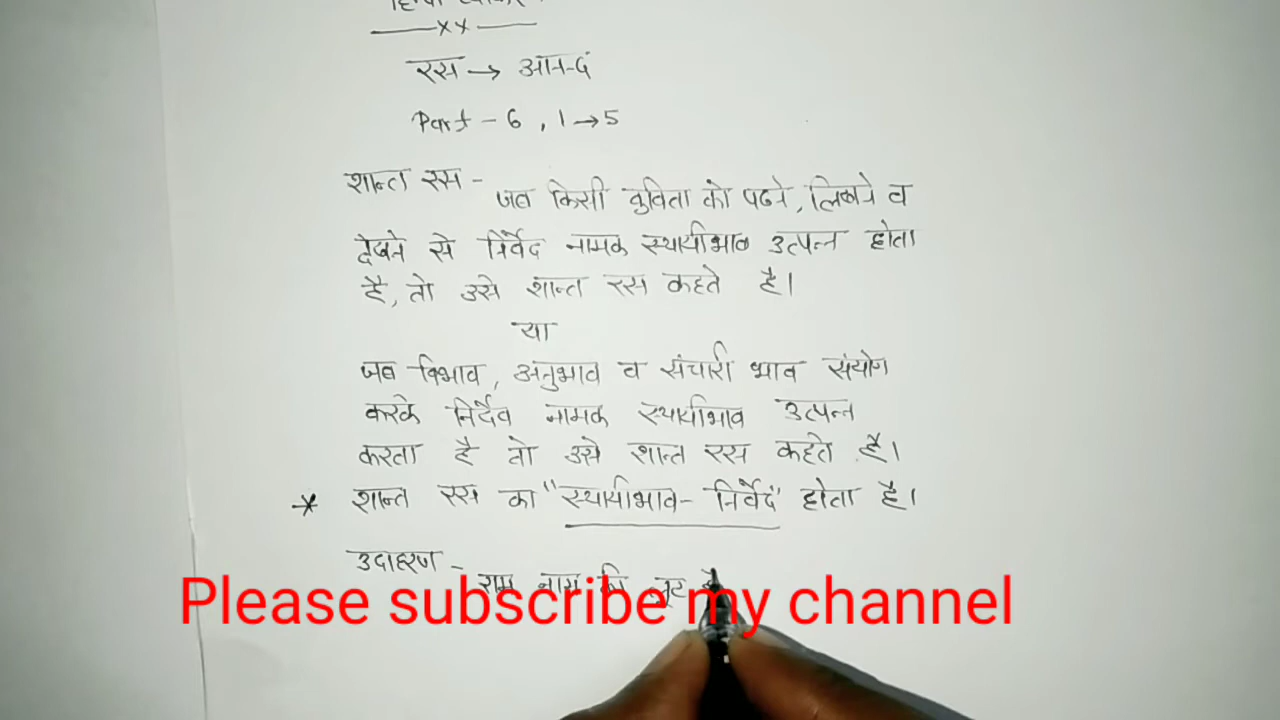 रस → आनन्द
Part - 6 , 1 → 5
शान्त रस -
जब किसी कविता को पढने, लिखने व
देखने से निर्वेद नामक स्थायीभाव उत्पन्न होता
है, तो उसे शान्त रस कहते है।
या
जब विभाव, अनुभाव व संचारी भाव संयोग
करके निर्देव नामक स्थायीभाव उत्पन्न
करता है तो उसे शान्त रस कहते है।
* शान्त रस का "स्थायीभाव- निर्वेद" होता है।
उदाहरण - राम नाम की लूट है
Please subscribe my channel